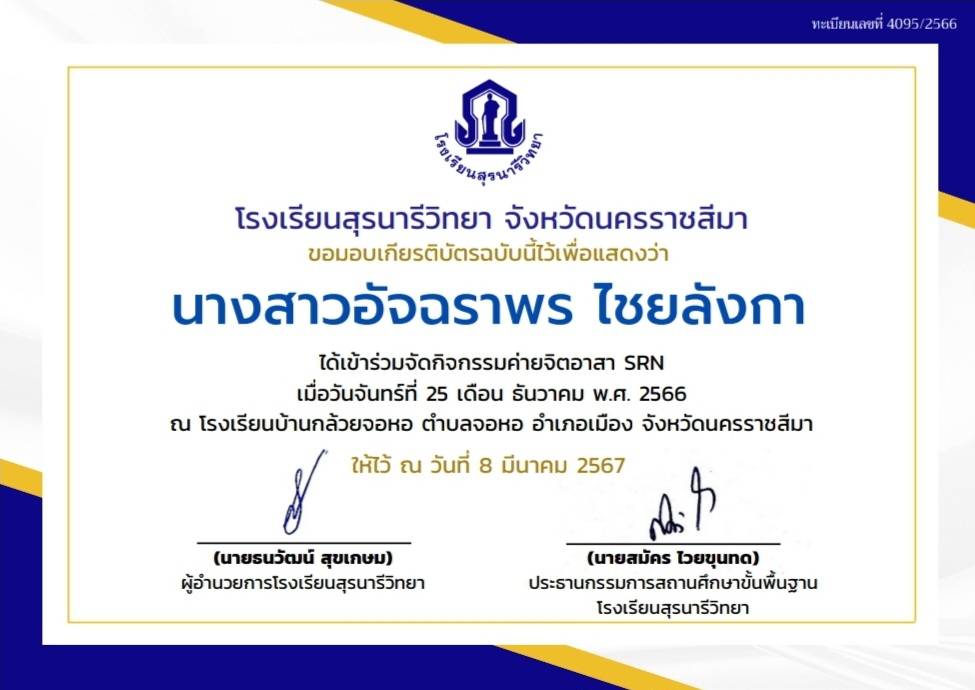 ทะเบียนเลขที่ 4095/2566
โรงเรียนสุรนารีวิทยา
โรงเรียนสุรนารีวิทยา จังหวัดนครราชสีมา
ขอมอบเกียรติบัตรฉบับนี้ไว้เพื่อแสดงว่า
นางสาวอัจฉราพร ไชยลังกา
ได้เข้าร่วมจัดกิจกรรมค่ายจิตอาสา SRN
เมื่อวันจันทร์ที่ 25 เดือน ธันวาคม พ.ศ. 2566
ณ โรงเรียนบ้านกล้วยจอหอ ตำบลจอหอ อำเภอเมือง จังหวัดนครราชสีมา
ให้ไว้ ณ วันที่ 8 มีนาคม 2567
(นายธนวัฒน์ สุขเกษม)
ผู้อำนวยการโรงเรียนสุรนารีวิทยา
(นายสมัคร ไวยขุนทด)
ประธานกรรมการสถานศึกษาขั้นพื้นฐาน
โรงเรียนสุรนารีวิทยา